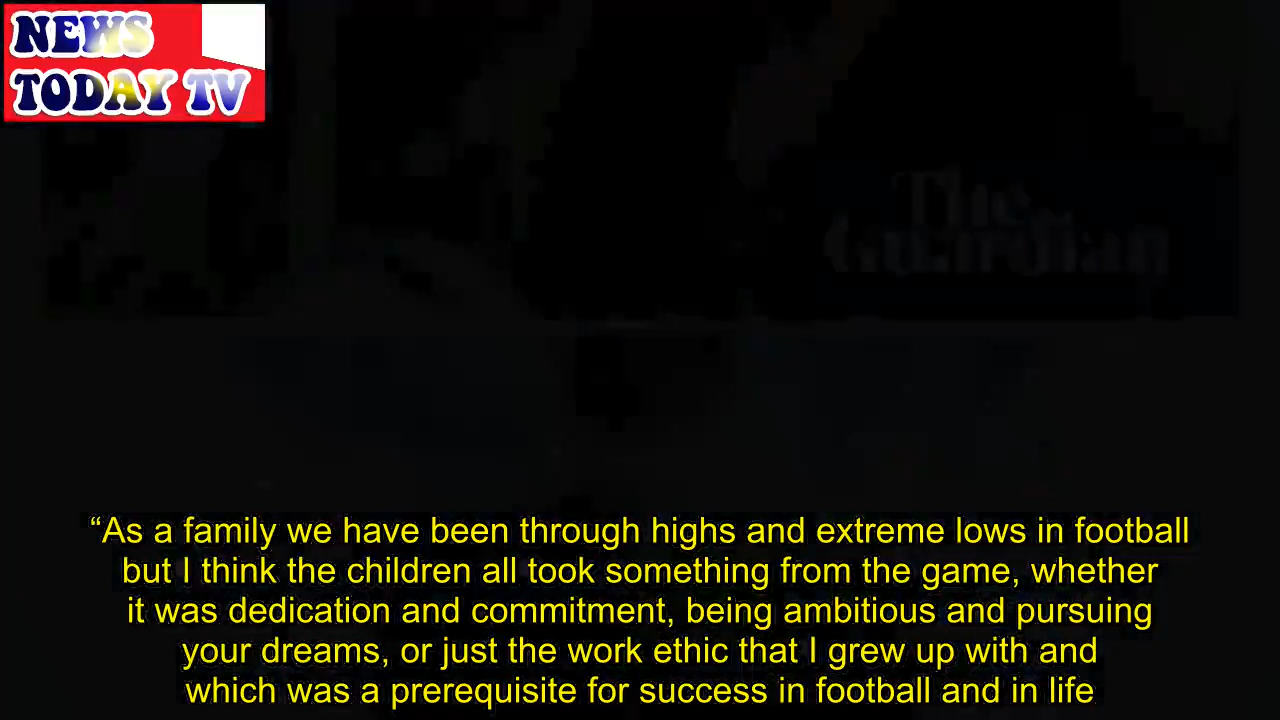 NEWS
TODAY TV
The
Guardian
“As a family we have been through highs and extreme lows in football
but I think the children all took something from the game, whether
it was dedication and commitment, being ambitious and pursuing
your dreams, or just the work ethic that I grew up with and
which was a prerequisite for success in football and in life